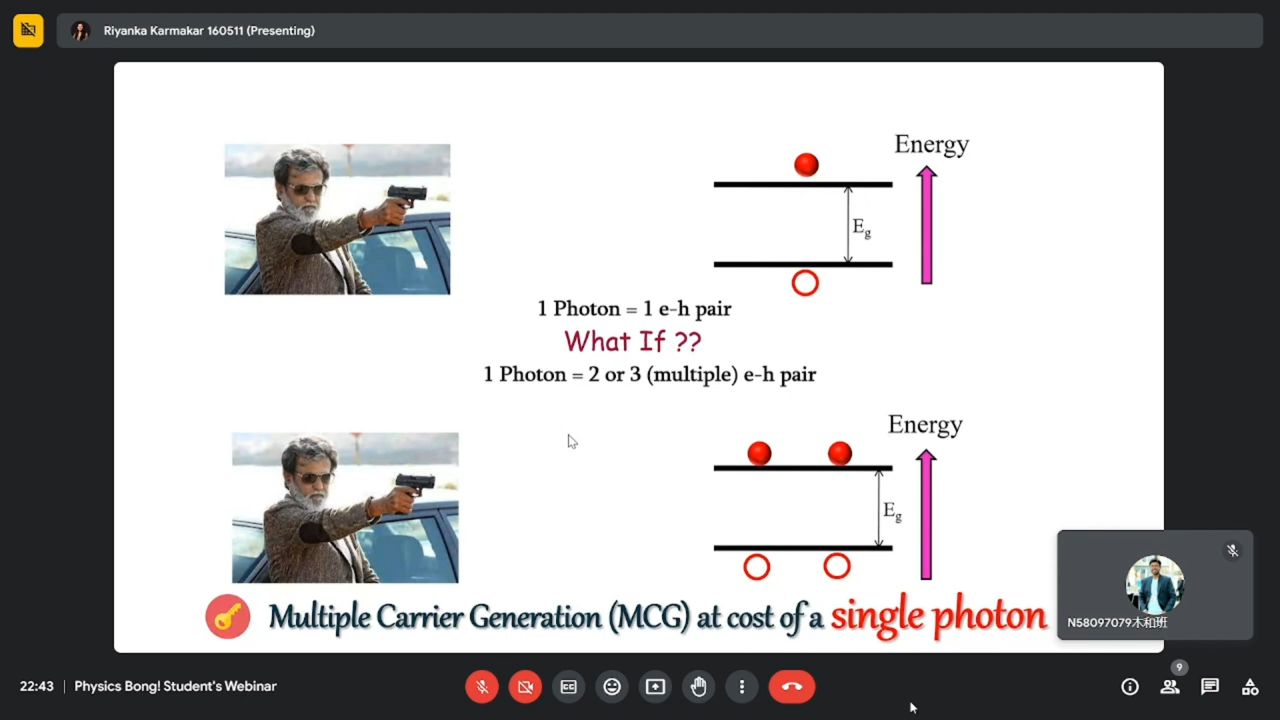 Riyanka Karmakar 160511 (Presenting)
Energy
E_g
1 Photon = 1 e-h pair
What If ??
1 Photon = 2 or 3 (multiple) e-h pair
Energy
E_g
Multiple Carrier Generation (MCG) at cost of a single photon
N58097079木和班
22:43 | Physics Bong! Student's Webinar
9